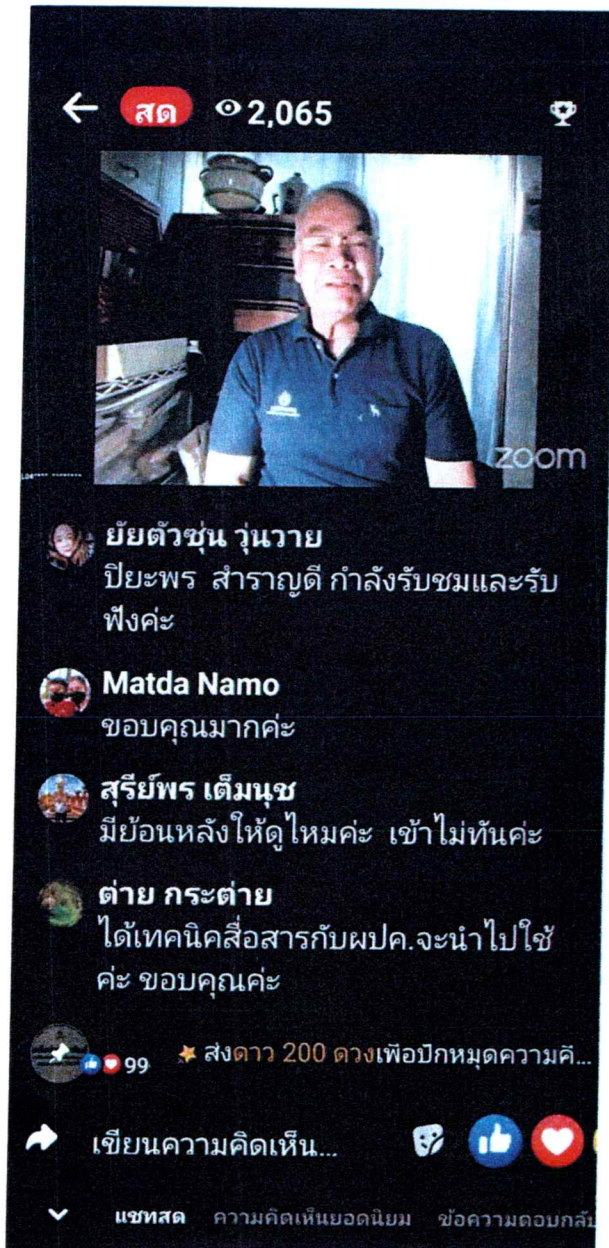 สด 2,065
zoom
ยัยตัวซุ่น วุ่นวาย
ปิยะพร สำราญดี กำลังรับชมและรับ
ฟังค่ะ
Matda Namo
ขอบคุณมากค่ะ
สุรีย์พร เต็มนุช
มีย้อนหลังให้ดูไหมค่ะ เข้าไม่ทันค่ะ
ต่าย กระต่าย
ได้เทคนิคสื่อสารกับผปค.จะนำไปใช้
ค่ะ ขอบคุณค่ะ
99 ส่งดาว 200 ดวงเพื่อปักหมุดความคิ...
เขียนความคิดเห็น...
แชทสด ความคิดเห็นยอดนิยม ข้อความตอบกลับ